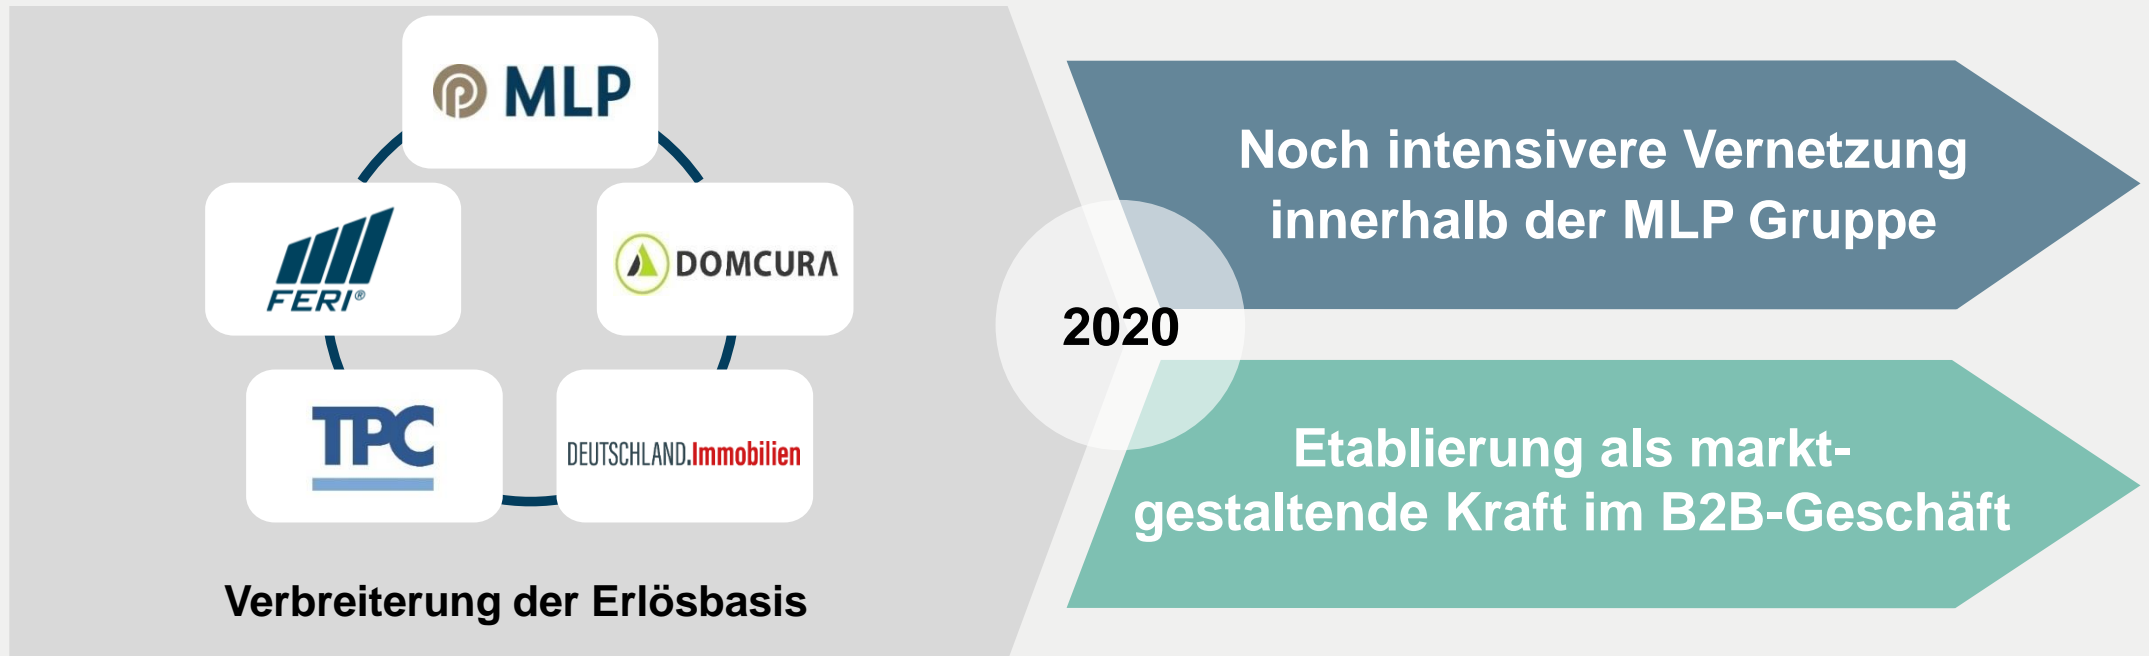 MLP
FERI®
DOMCURA
TPC
DEUTSCHLAND.Immobilien
Verbreiterung der Erlösbasis
2020
Noch intensivere Vernetzung
innerhalb der MLP Gruppe
Etablierung als markt-
gestaltende Kraft im B2B-Geschäft